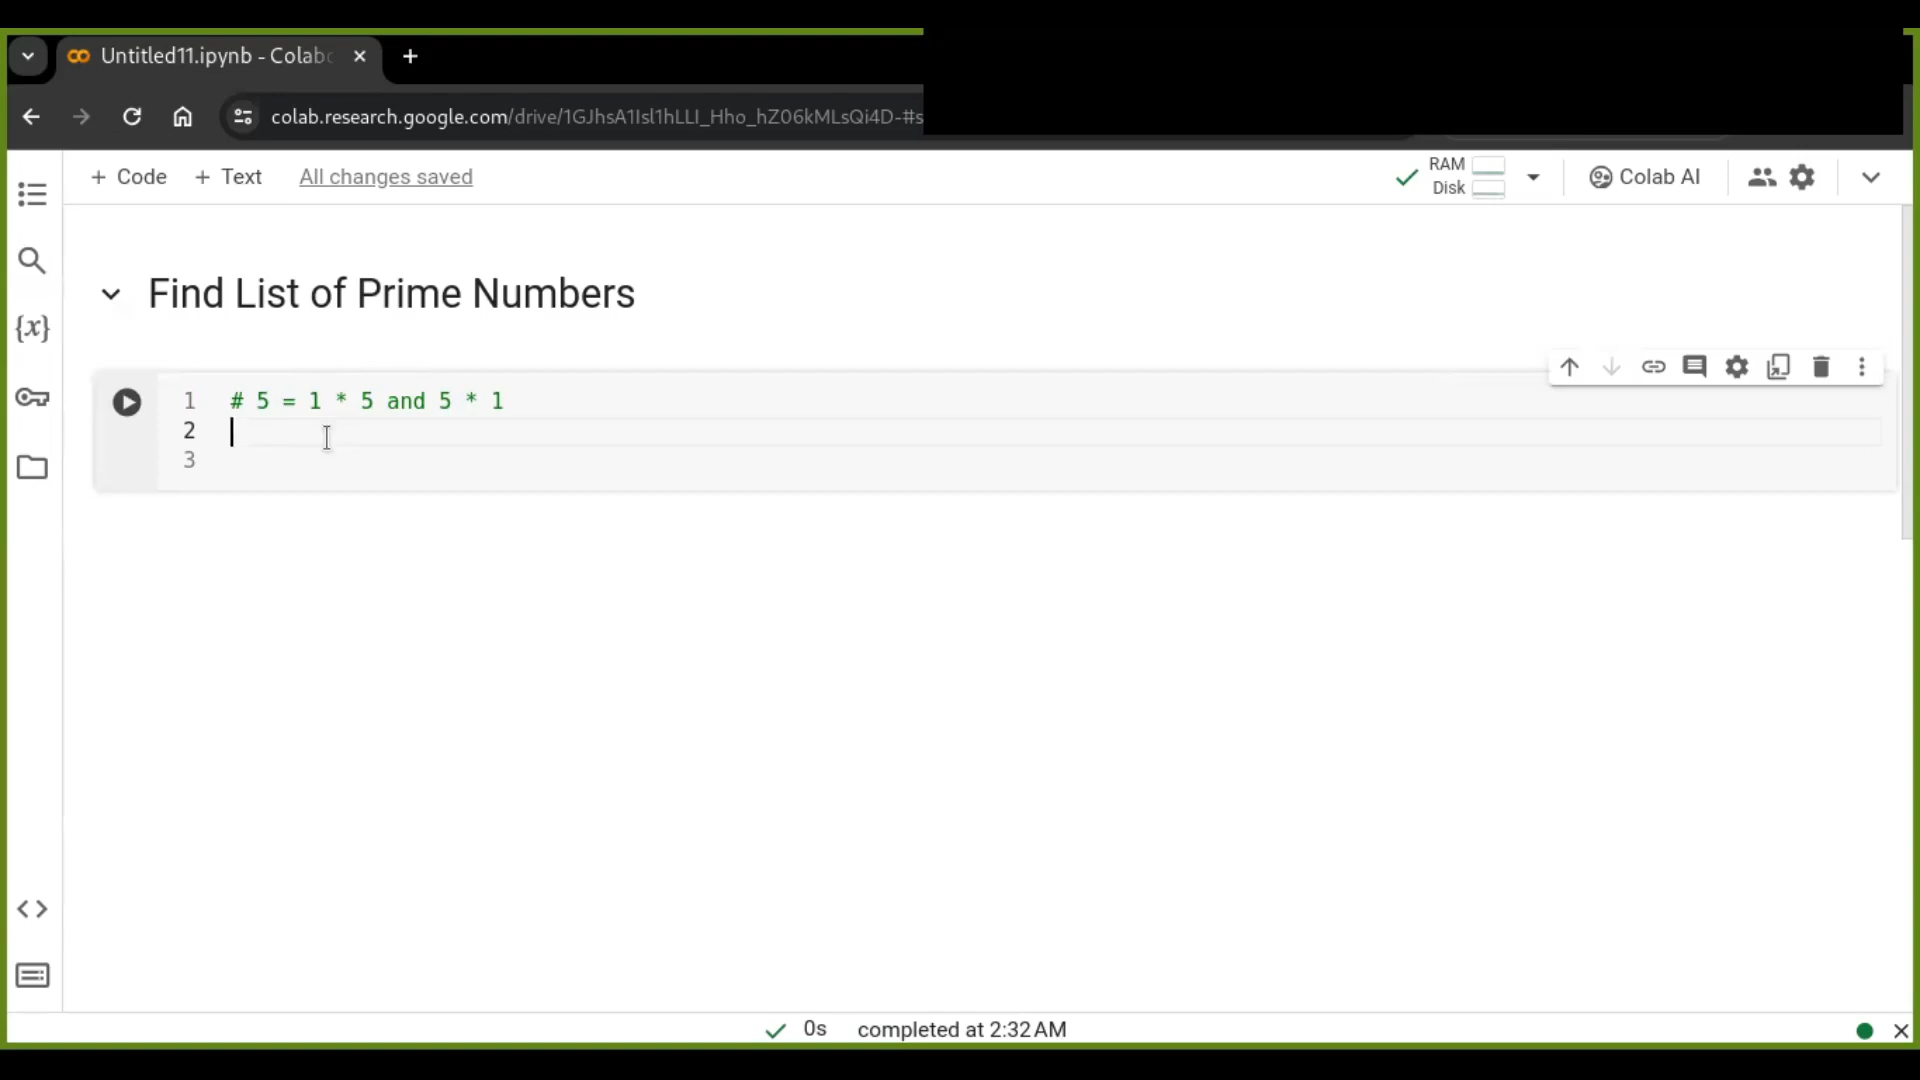 Untitled11.ipynb - Colab
colab.research.google.com/drive/1GJhsA1Isl1hLLI_Hho_hZ06kMLsQi4D-#s
+ Code + Text All changes saved
RAM
Disk
Colab AI
Find List of Prime Numbers
{x}
1 # 5 = 1 * 5 and 5 * 1
2
3
0s completed at 2:32 AM